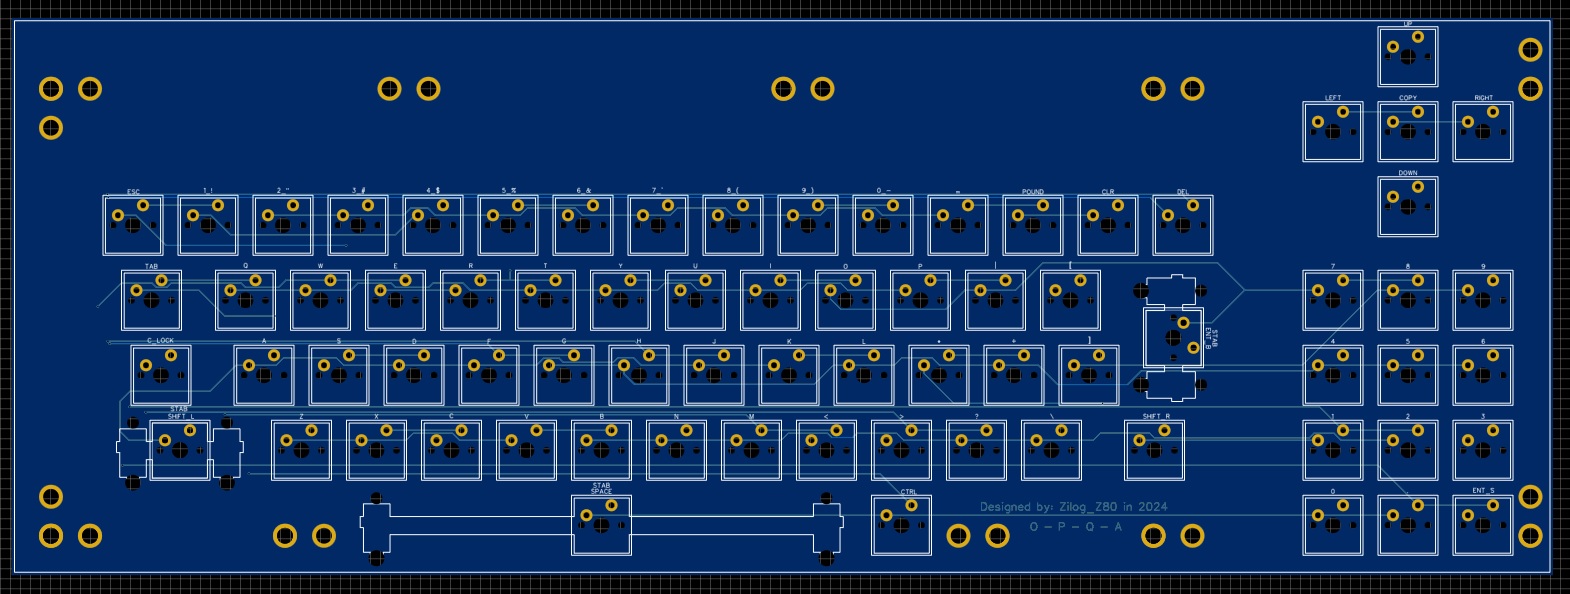 UP
LEFT COPY RIGHT
DOWN
ESC 1_! 2_" 3_# 4_$ 5_% 6_& 7_' 8_( 9_) 0_- = POUND CLR DEL
TAB Q W E R T Y U I O P | [ 7 8 9
C_LOCK A S D F G H J K L * + ] 4 5 6
STAB
ENT_B
STAB
SHIFT_L Z X C V B N M < > ? \ SHIFT_R 1 2 3
STAB
SPACE CTRL 0 . ENT_S
Designed by: Zilog_Z80 in 2024
O - P - Q - A